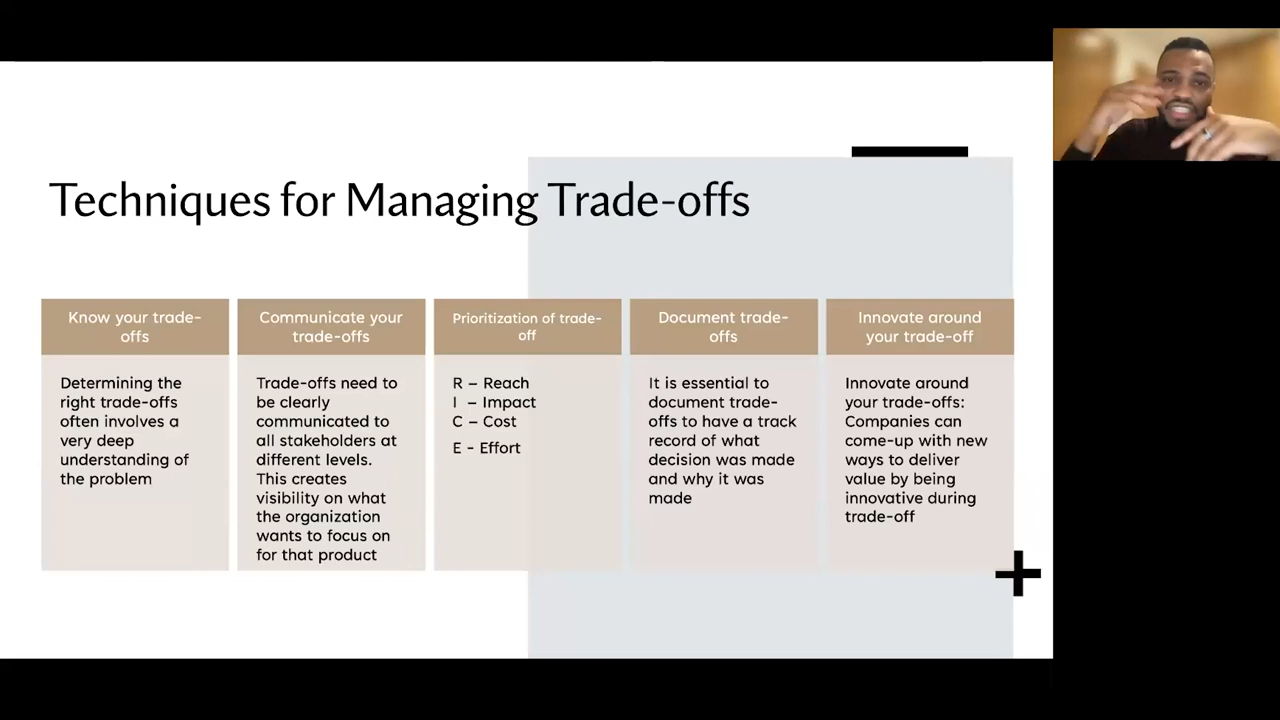 Techniques for Managing Trade-offs
Know your trade-
offs
Determining the
right trade-offs
often involves a
very deep
understanding of
the problem
Communicate your
trade-offs
Trade-offs need to
be clearly
communicated to
all stakeholders at
different levels.
This creates
visibility on what
the organization
wants to focus on
for that product
Prioritization of trade-
off
R – Reach
I – Impact
C – Cost
E - Effort
Document trade-
offs
It is essential to
document trade-
offs to have a track
record of what
decision was made
and why it was
made
Innovate around
your trade-off
Innovate around
your trade-offs:
Companies can
come-up with new
ways to deliver
value by being
innovative during
trade-off